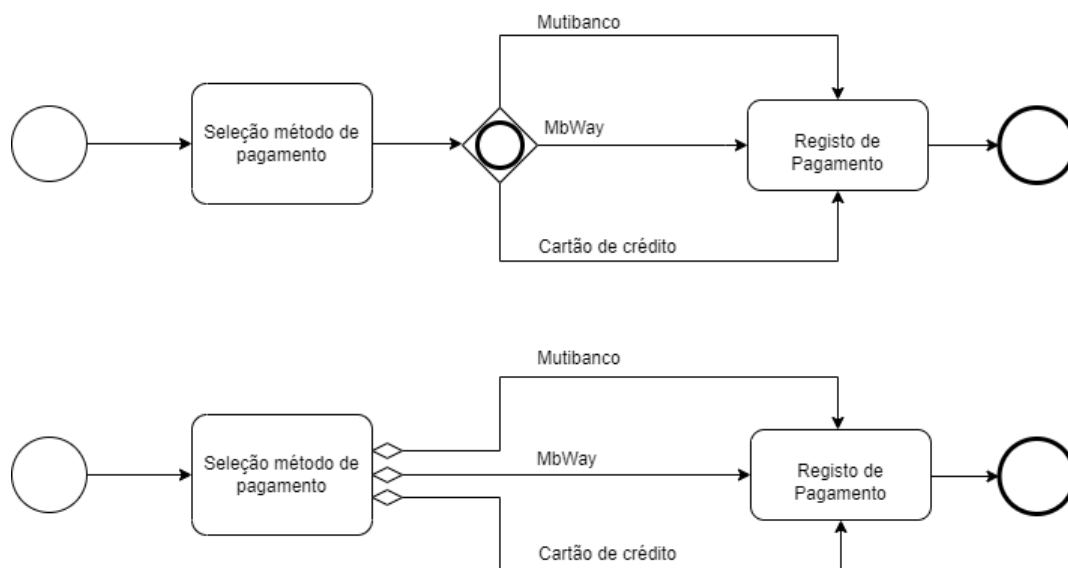 Mutibanco
Seleção método de
pagamento
MbWay
Registo de
Pagamento
Cartão de crédito
Mutibanco
Seleção método de
pagamento
MbWay
Registo de
Pagamento
Cartão de crédito